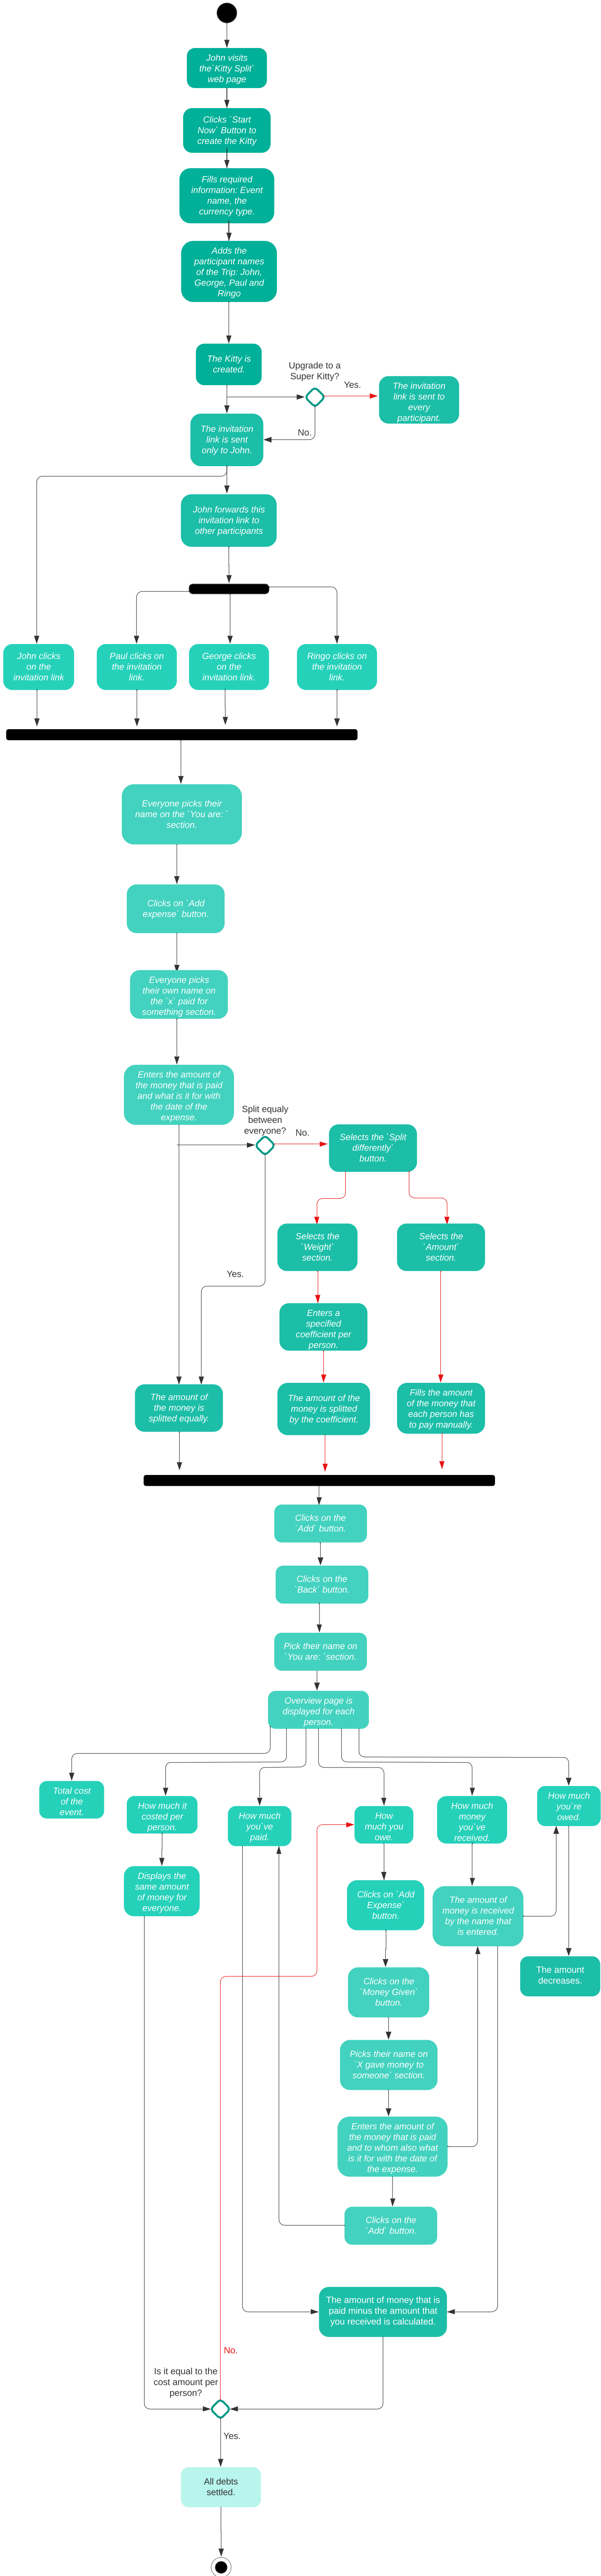 John visits
the`Kitty Split`
web page
Clicks `Start
Now` Button to
create the Kitty
Fills required
information: Event
name, the
currency type.
Adds the
participant names
of the Trip: John,
George, Paul and
Ringo
The Kitty is
created.
Upgrade to a
Super Kitty?
Yes.
The invitation
link is sent to
every
participant.
No.
The invitation
link is sent
only to John.
John forwards this
invitation link to
other participants
John clicks
on the
invitation link
Paul clicks on
the invitation
link.
George clicks
on the
invitation link.
Ringo clicks on
the invitation
link.
Everyone picks their
name on the `You are: `
section.
Clicks on `Add
expense` button.
Everyone picks
their own name on
the `x` paid for
something section.
Enters the amount of
the money that is paid
and what is it for with
the date of the
expense.
Split equaly
between
everyone?
No.
Selects the `Split
differently`
button.
Selects the
`Weight`
section.
Selects the
`Amount`
section.
Yes.
Enters a
specified
coefficient per
person.
The amount of
the money is
splitted equally.
The amount of the
money is splitted
by the coefficient.
Fills the amount
of the money that
each person has
to pay manually.
Clicks on the
`Add` button.
Clicks on the
`Back` button.
Pick their name on
`You are: `section.
Overview page is
displayed for each
person.
Total cost
of the
event.
How much it
costed per
person.
How much
you`ve
paid.
How
much you
owe.
How much
money
you`ve
received.
How much
you`re
owed.
Displays the
same amount
of money for
everyone.
Clicks on `Add
Expense`
button.
The amount of
money is received
by the name that
is entered.
The amount
decreases.
Clicks on the
`Money Given`
button.
Picks their name on
`X gave money to
someone` section.
Enters the amount of
the money that is paid
and to whom also what
is it for with the date of
the expense.
Clicks on the
`Add` button.
The amount of money that is
paid minus the amount that
you received is calculated.
No.
Is it equal to the
cost amount per
person?
Yes.
All debts
settled.